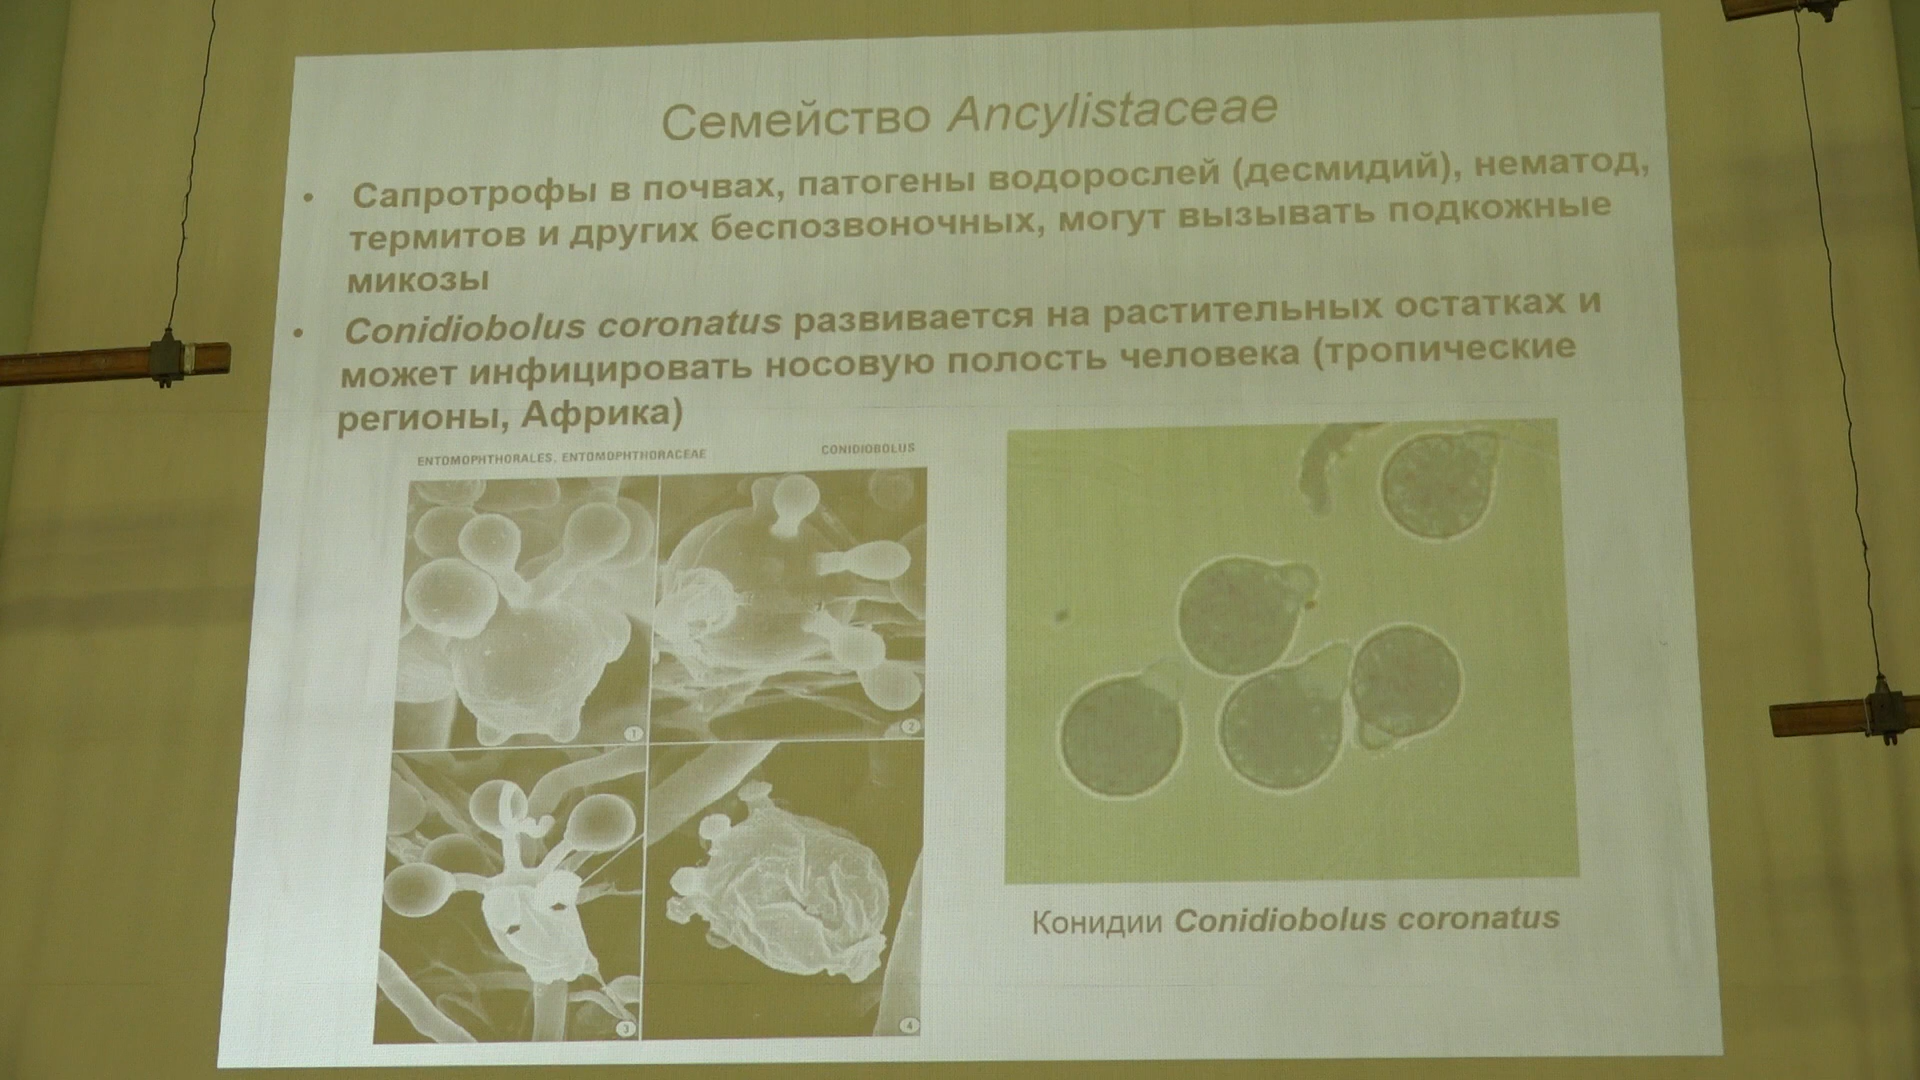 Семейство Ancylistaceae
• Сапротрофы в почвах, патогены водорослей (десмидий), нематод,
термитов и других беспозвоночных, могут вызывать подкожные
микозы
• Conidiobolus coronatus развивается на растительных остатках и
может инфицировать носовую полость человека (тропические
регионы, Африка)
ENTOMOPHTHORALES. ENTOMOPHTHORACEAE CONIDIOBOLUS
1
2
3
4
Конидии Conidiobolus coronatus